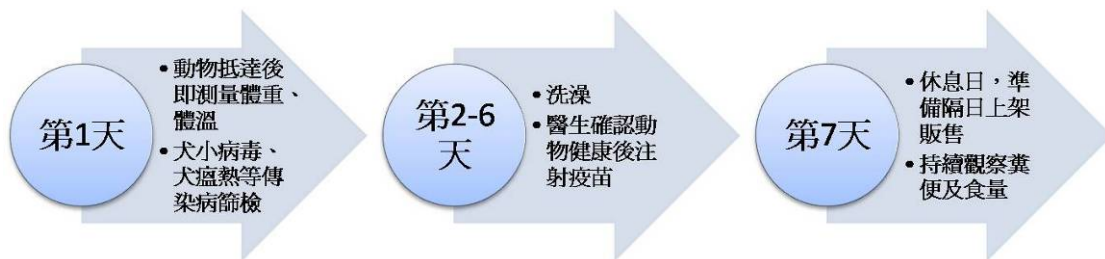 第1天
• 動物抵達後
即測量體重、
體溫
• 犬小病毒、
犬瘟熱等傳
染病篩檢
第2-6
天
• 洗澡
• 醫生確認動
物健康後注
射疫苗
第7天
• 休息日，準
備隔日上架
販售
• 持續觀察糞
便及食量